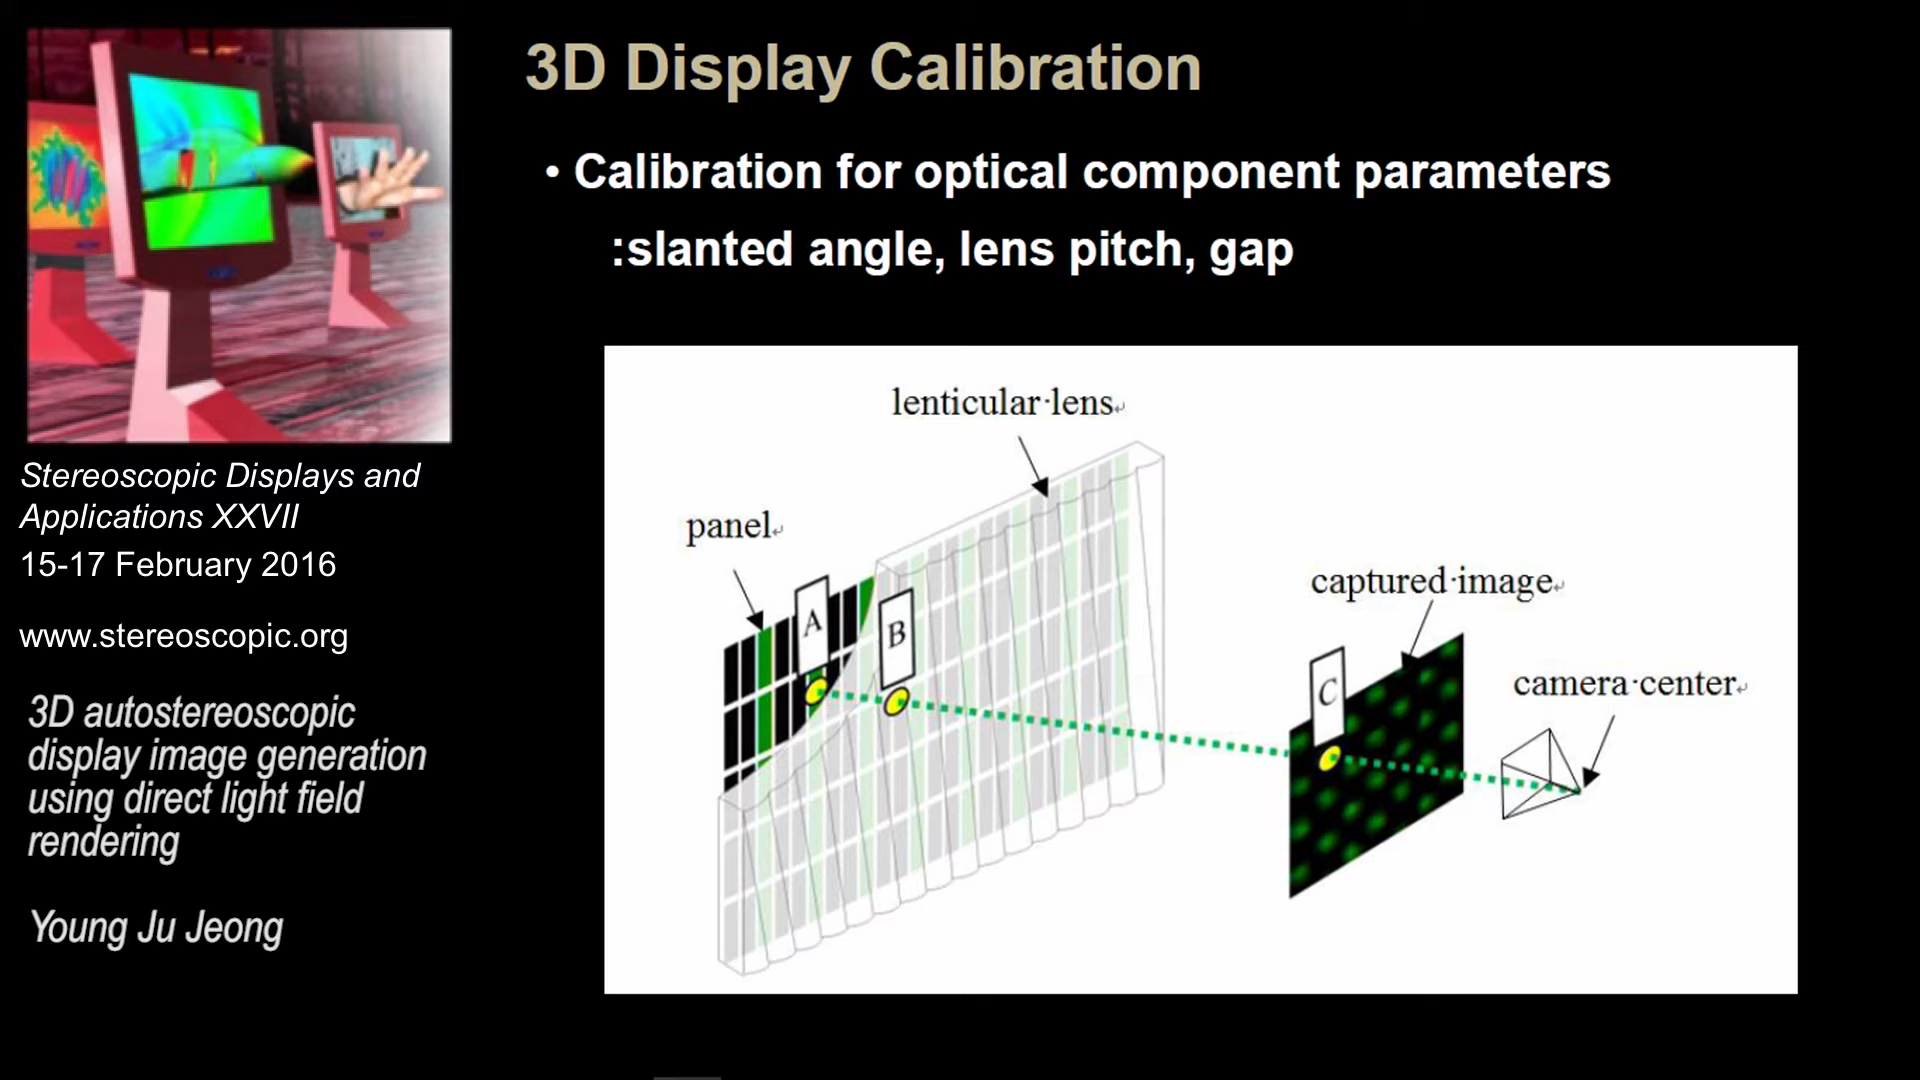 3D Display Calibration
• Calibration for optical component parameters
:slanted angle, lens pitch, gap
lenticular·lens↵
panel↵
A
B
captured·image↵
C
camera·center↵
Stereoscopic Displays and
Applications XXVII
15-17 February 2016
www.stereoscopic.org
3D autostereoscopic
display image generation
using direct light field
rendering
Young Ju Jeong